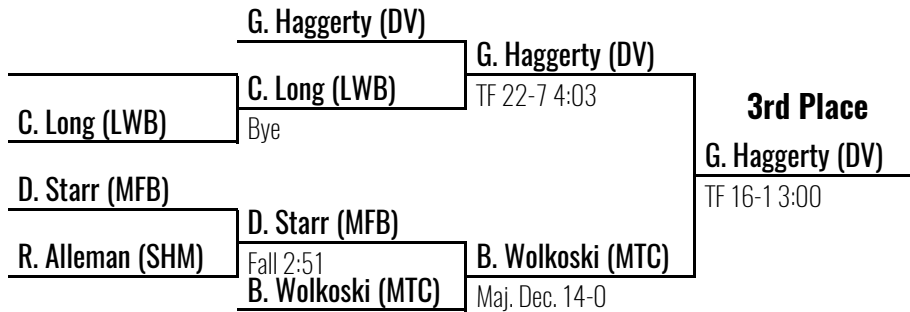 G. Haggerty (DV)
G. Haggerty (DV)
C. Long (LWB)
TF 22-7 4:03
3rd Place
C. Long (LWB)
Bye
G. Haggerty (DV)
D. Starr (MFB)
TF 16-1 3:00
D. Starr (MFB)
R. Alleman (SHM)
Fall 2:51
B. Wolkoski (MTC)
B. Wolkoski (MTC)
Maj. Dec. 14-0